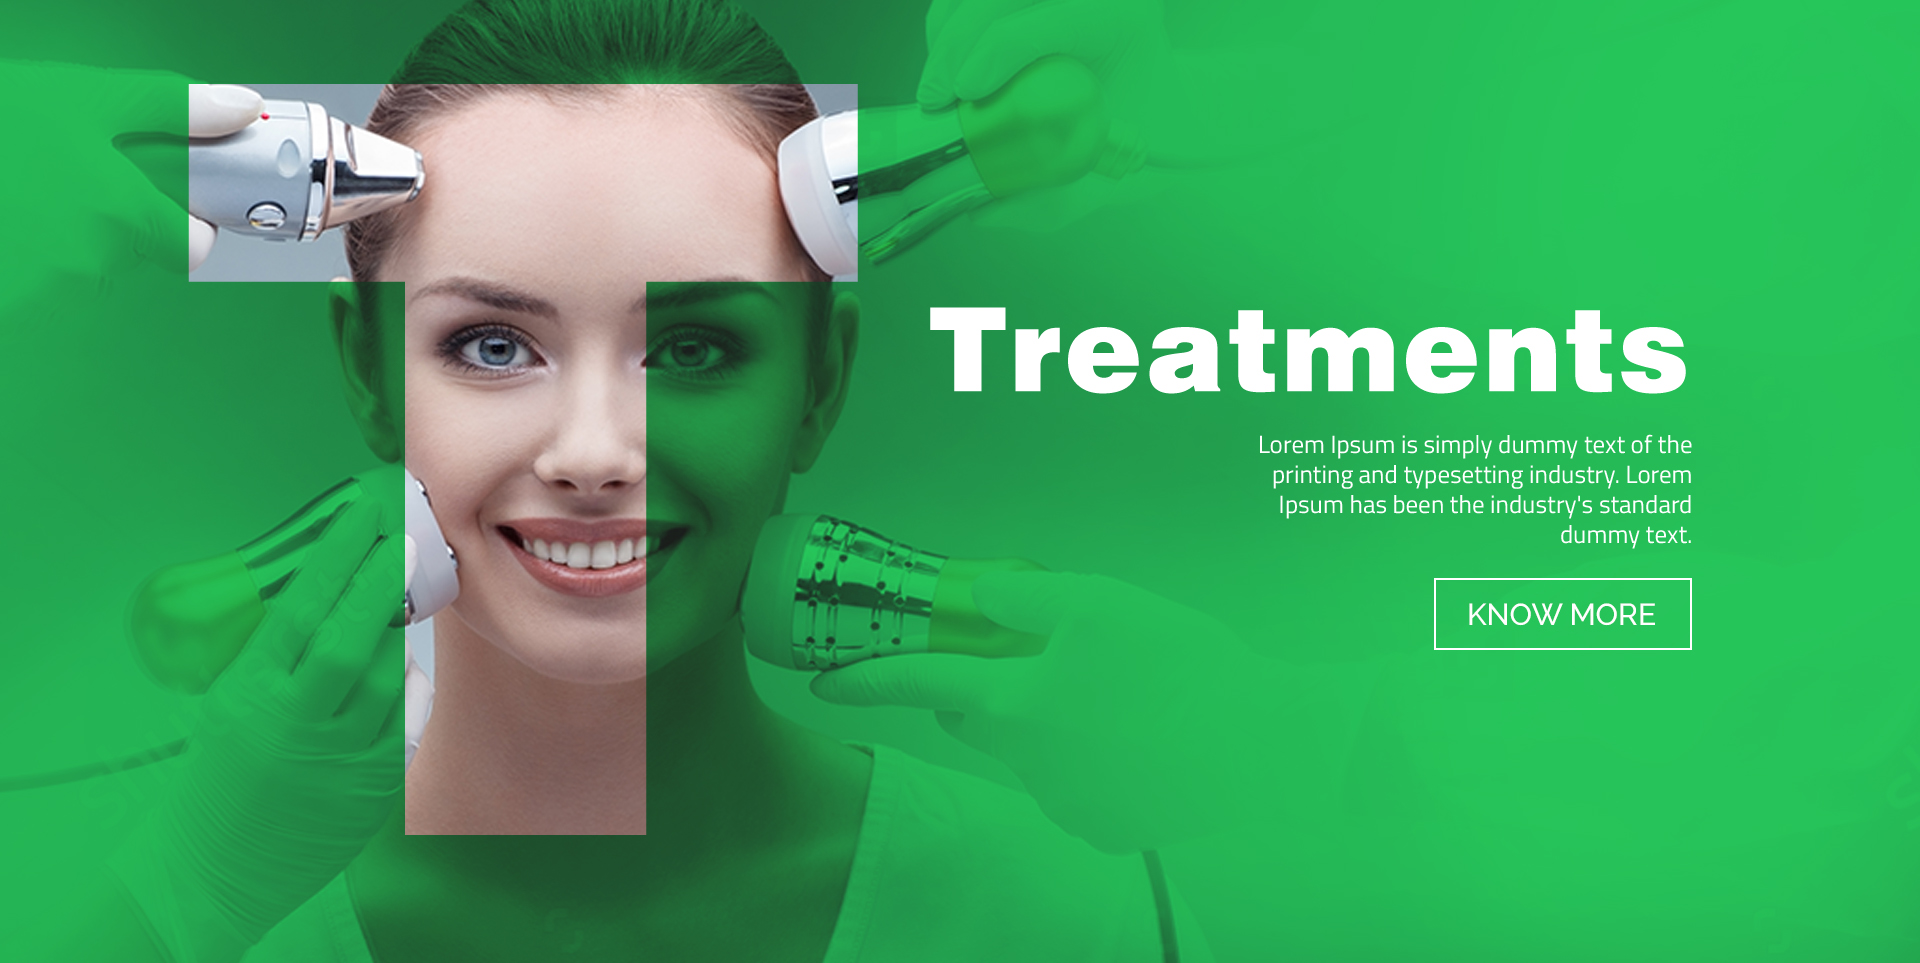 Treatments
Lorem Ipsum is simply dummy text of the
printing and typesetting industry. Lorem
Ipsum has been the industry's standard
dummy text.
KNOW MORE